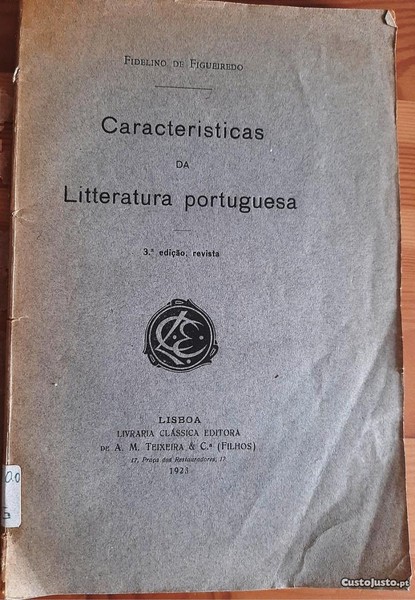 FIDELINO DE FIGUEIREDO
Caracteristicas
DA
Litteratura portuguesa
3.ª edição, revista
LCE
LISBOA
LIVRARIA CLÁSSICA EDITORA
DE A. M. TEIXEIRA & C.ª (FILHOS)
17, Praça dos Restauradores, 17
1923
CustoJusto.pt